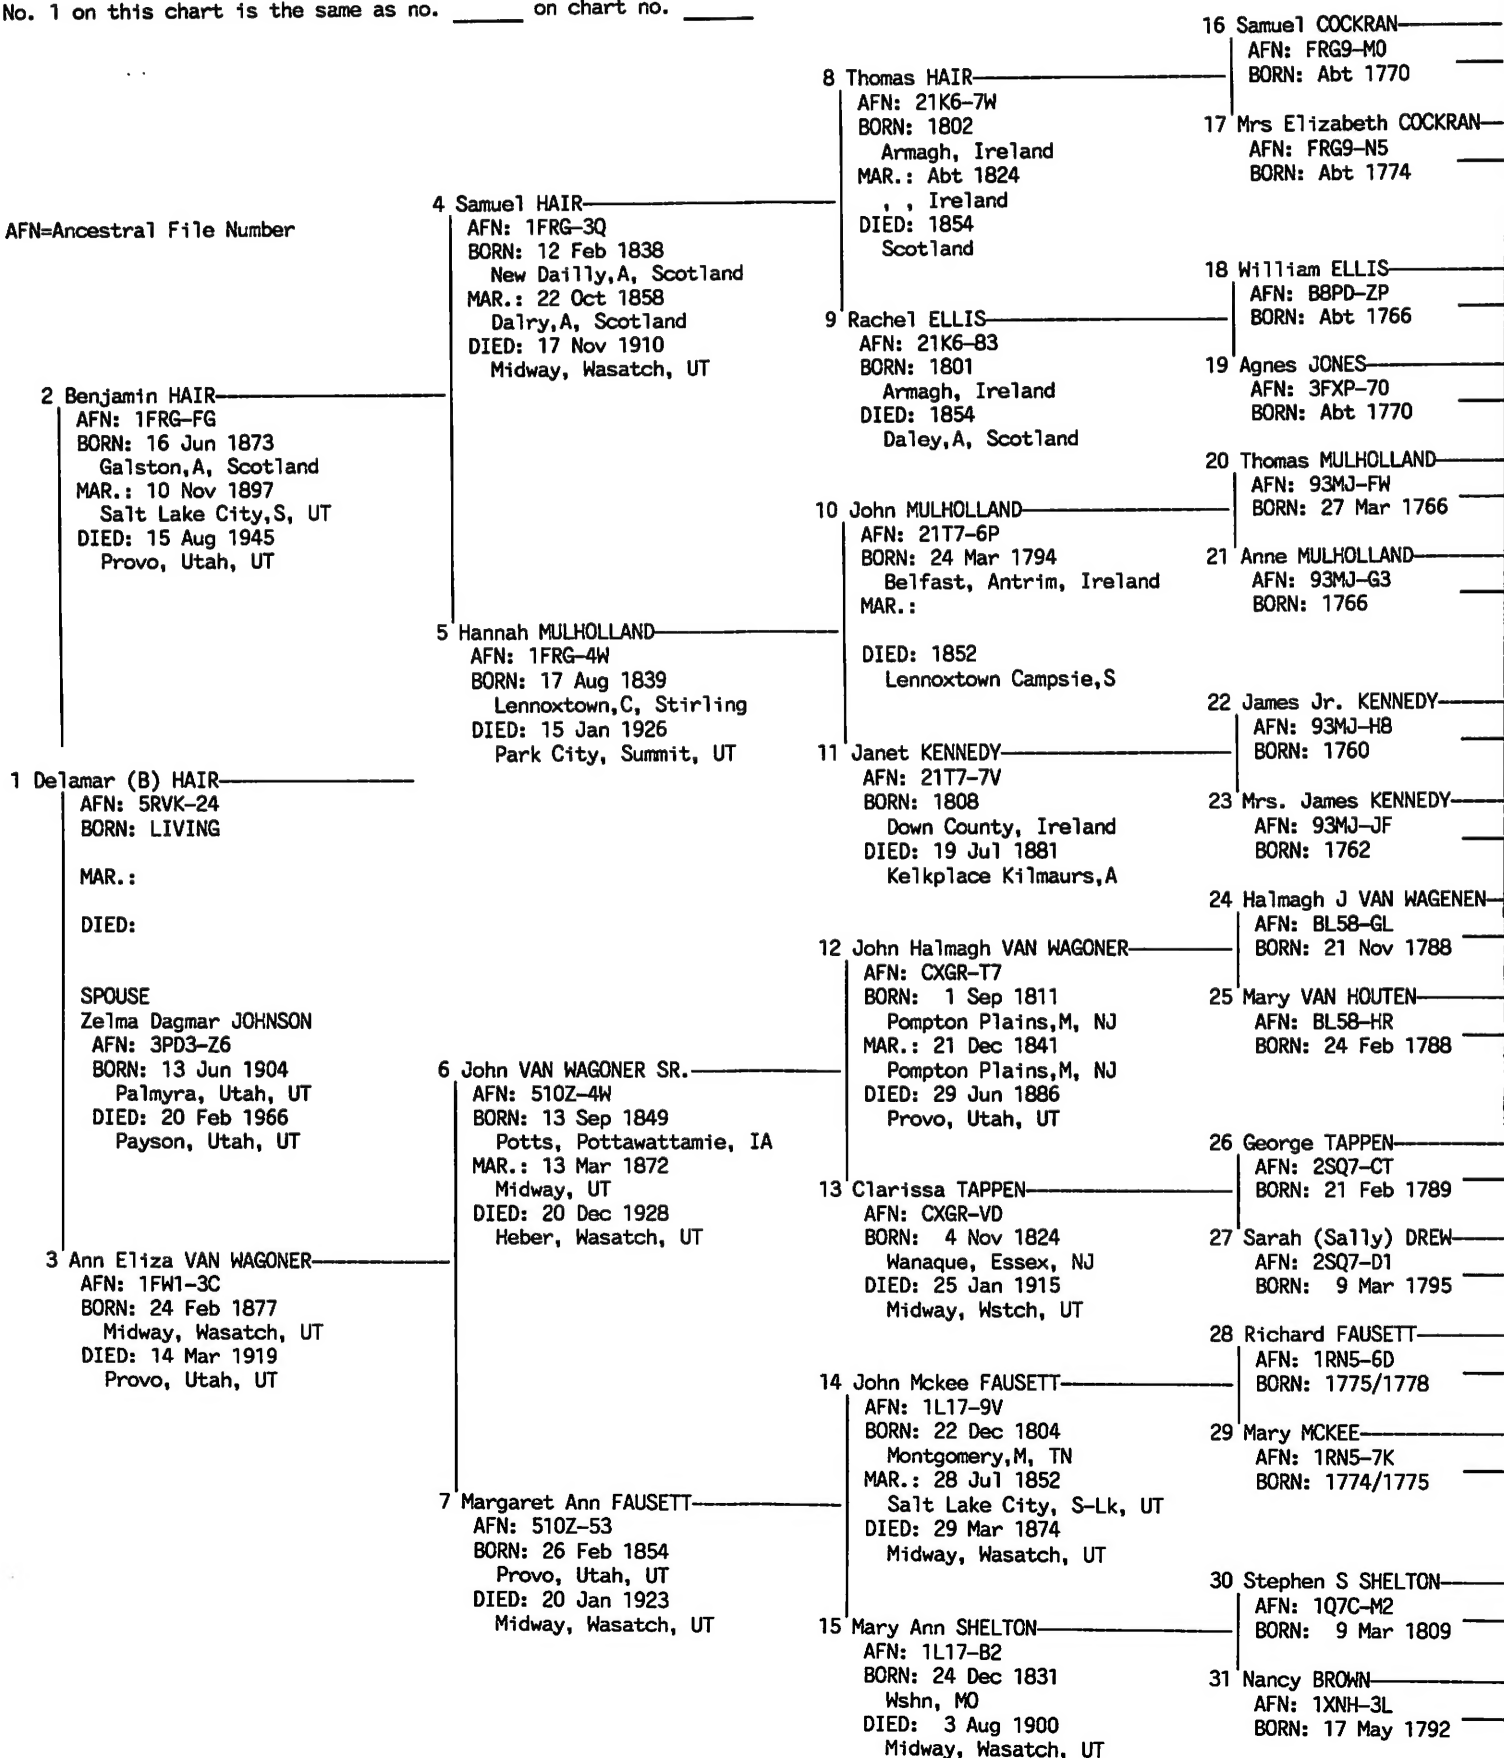 No. 1 on this chart is the same as no. _____ on chart no. _____
AFN=Ancestral File Number
1 Delamar (B) HAIR
AFN: 5RVK-24
BORN: LIVING
MAR.:
DIED:
SPOUSE
Zelma Dagmar JOHNSON
AFN: 3PD3-Z6
BORN: 13 Jun 1904
Palmyra, Utah, UT
DIED: 20 Feb 1966
Payson, Utah, UT
2 Benjamin HAIR
AFN: 1FRG-FG
BORN: 16 Jun 1873
Galston,A, Scotland
MAR.: 10 Nov 1897
Salt Lake City,S, UT
DIED: 15 Aug 1945
Provo, Utah, UT
3 Ann Eliza VAN WAGONER
AFN: 1FW1-3C
BORN: 24 Feb 1877
Midway, Wasatch, UT
DIED: 14 Mar 1919
Provo, Utah, UT
4 Samuel HAIR
AFN: 1FRG-3Q
BORN: 12 Feb 1838
New Dailly,A, Scotland
MAR.: 22 Oct 1858
Dalry,A, Scotland
DIED: 17 Nov 1910
Midway, Wasatch, UT
5 Hannah MULHOLLAND
AFN: 1FRG-4W
BORN: 17 Aug 1839
Lennoxtown,C, Stirling
DIED: 15 Jan 1926
Park City, Summit, UT
6 John VAN WAGONER SR.
AFN: 51OZ-4W
BORN: 13 Sep 1849
Potts, Pottawattamie, IA
MAR.: 13 Mar 1872
Midway, UT
DIED: 20 Dec 1928
Heber, Wasatch, UT
7 Margaret Ann FAUSETT
AFN: 51OZ-53
BORN: 26 Feb 1854
Provo, Utah, UT
DIED: 20 Jan 1923
Midway, Wasatch, UT
8 Thomas HAIR
AFN: 21K6-7W
BORN: 1802
Armagh, Ireland
MAR.: Abt 1824
, , Ireland
DIED: 1854
Scotland
9 Rachel ELLIS
AFN: 21K6-83
BORN: 1801
Armagh, Ireland
DIED: 1854
Daley,A, Scotland
10 John MULHOLLAND
AFN: 21T7-6P
BORN: 24 Mar 1794
Belfast, Antrim, Ireland
MAR.:
DIED: 1852
Lennoxtown Campsie,S
11 Janet KENNEDY
AFN: 21T7-7V
BORN: 1808
Down County, Ireland
DIED: 19 Jul 1881
Kelkplace Kilmaurs,A
12 John Halmagh VAN WAGONER
AFN: CXGR-T7
BORN: 1 Sep 1811
Pompton Plains,M, NJ
MAR.: 21 Dec 1841
Pompton Plains,M, NJ
DIED: 29 Jun 1886
Provo, Utah, UT
13 Clarissa TAPPEN
AFN: CXGR-VD
BORN: 4 Nov 1824
Wanaque, Essex, NJ
DIED: 25 Jan 1915
Midway, Wstch, UT
14 John Mckee FAUSETT
AFN: 1L17-9V
BORN: 22 Dec 1804
Montgomery,M, TN
MAR.: 28 Jul 1852
Salt Lake City, S-Lk, UT
DIED: 29 Mar 1874
Midway, Wasatch, UT
15 Mary Ann SHELTON
AFN: 1L17-B2
BORN: 24 Dec 1831
Wshn, MO
DIED: 3 Aug 1900
Midway, Wasatch, UT
16 Samuel COCKRAN
AFN: FRG9-M0
BORN: Abt 1770
17 Mrs Elizabeth COCKRAN
AFN: FRG9-N5
BORN: Abt 1774
18 William ELLIS
AFN: B8PD-ZP
BORN: Abt 1766
19 Agnes JONES
AFN: 3FXP-70
BORN: Abt 1770
20 Thomas MULHOLLAND
AFN: 93MJ-FW
BORN: 27 Mar 1766
21 Anne MULHOLLAND
AFN: 93MJ-G3
BORN: 1766
22 James Jr. KENNEDY
AFN: 93MJ-H8
BORN: 1760
23 Mrs. James KENNEDY
AFN: 93MJ-JF
BORN: 1762
24 Halmagh J VAN WAGENEN
AFN: BL58-GL
BORN: 21 Nov 1788
25 Mary VAN HOUTEN
AFN: BL58-HR
BORN: 24 Feb 1788
26 George TAPPEN
AFN: 2SQ7-CT
BORN: 21 Feb 1789
27 Sarah (Sally) DREW
AFN: 2SQ7-D1
BORN: 9 Mar 1795
28 Richard FAUSETT
AFN: 1RN5-6D
BORN: 1775/1778
29 Mary MCKEE
AFN: 1RN5-7K
BORN: 1774/1775
30 Stephen S SHELTON
AFN: 1Q7C-M2
BORN: 9 Mar 1809
31 Nancy BROWN
AFN: 1XNH-3L
BORN: 17 May 1792